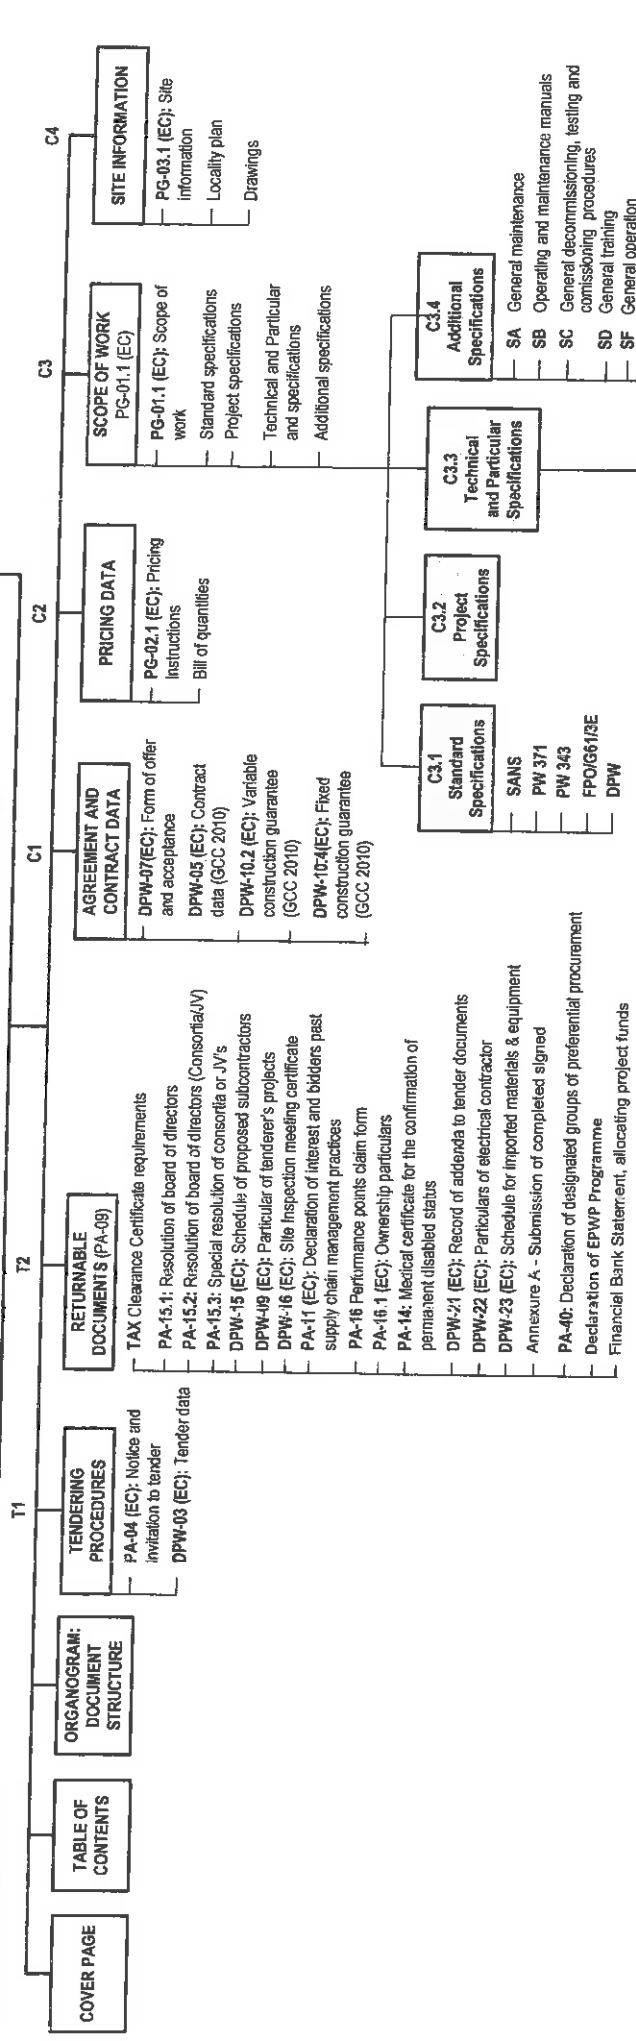 COVER PAGE
TABLE OF
CONTENTS
ORGANOGRAM:
DOCUMENT
STRUCTURE
T1
TENDERING
PROCEDURES
PA-04 (EC): Notice and
invitation to tender
DPW-03 (EC): Tender data
T2
RETURNABLE
DOCUMENTS (PA-09)
TAX Clearance Certificate requirements
PA-15.1: Resolution of board of directors
PA-15.2: Resolution of board of directors (Consortia/JV)
PA-15.3: Special resolution of consortia or JV's
DPW-15 (EC): Schedule of proposed subcontractors
DPW-09 (EC): Particular of tenderer's projects
DPW-16 (EC): Site Inspection meeting certificate
PA-11 (EC): Declaration of interest and bidders past
supply chain management practices
PA-16 Performance points claim form
PA-16.1 (EC): Ownership particulars
PA-14: Medical certificate for the confirmation of
permanent disabled status
DPW-21 (EC): Record of addenda to tender documents
DPW-22 (EC): Particulars of electrical contractor
DPW-23 (EC): Schedule for imported materials & equipment
Annexure A - Submission of completed signed
PA-40: Declaration of designated groups of preferential procurement
Declaration of EPWP Programme
Financial Bank Statement, allocating project funds
C1
AGREEMENT AND
CONTRACT DATA
DPW-07(EC): Form of offer
and acceptance
DPW-05 (EC): Contract
data (GCC 2010)
DPW-10.2 (EC): Variable
construction guarantee
(GCC 2010)
DPW-10.4(EC): Fixed
construction guarantee
(GCC 2010)
C2
PRICING DATA
PG-02.1 (EC): Pricing
Instructions
Bill of quantities
C3
SCOPE OF WORK
PG-01.1 (EC)
PG-01.1 (EC): Scope of
work
Standard specifications
Project specifications
Technical and Particular
and specifications
Additional specifications
C4
SITE INFORMATION
PG-03.1 (EC): Site
information
Locality plan
Drawings
C3.1
Standard
Specifications
SANS
PW 371
PW 343
FPO/G61/3E
DPW
C3.2
Project
Specifications
C3.3
Technical
and Particular
Specifications
C3.4
Additional
Specifications
SA General maintenance
SB Operating and maintenance manuals
SC General decommissioning, testing and
comissioning procedures
SD General training
SF General operation